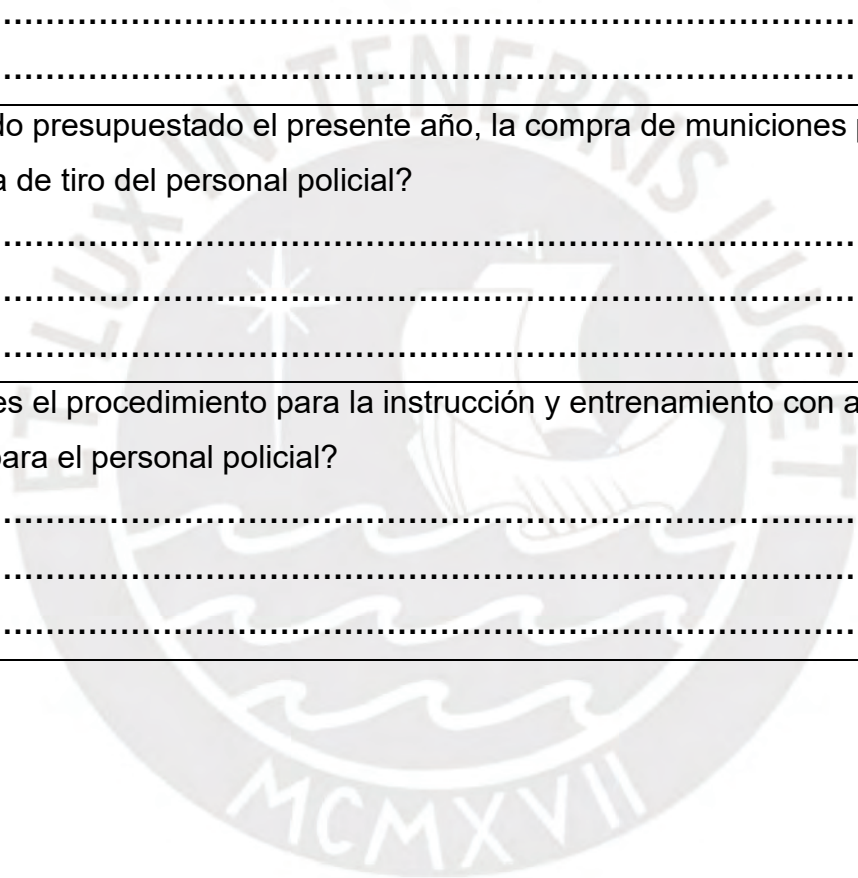 ................................................................................
................................................................................
do presupuestado el presente año, la compra de municiones
a de tiro del personal policial?
................................................................................
................................................................................
................................................................................
es el procedimiento para la instrucción y entrenamiento con a
para el personal policial?
................................................................................
................................................................................
................................................................................
ET LUX IN TENEBRIS LUCET
MCMXVII